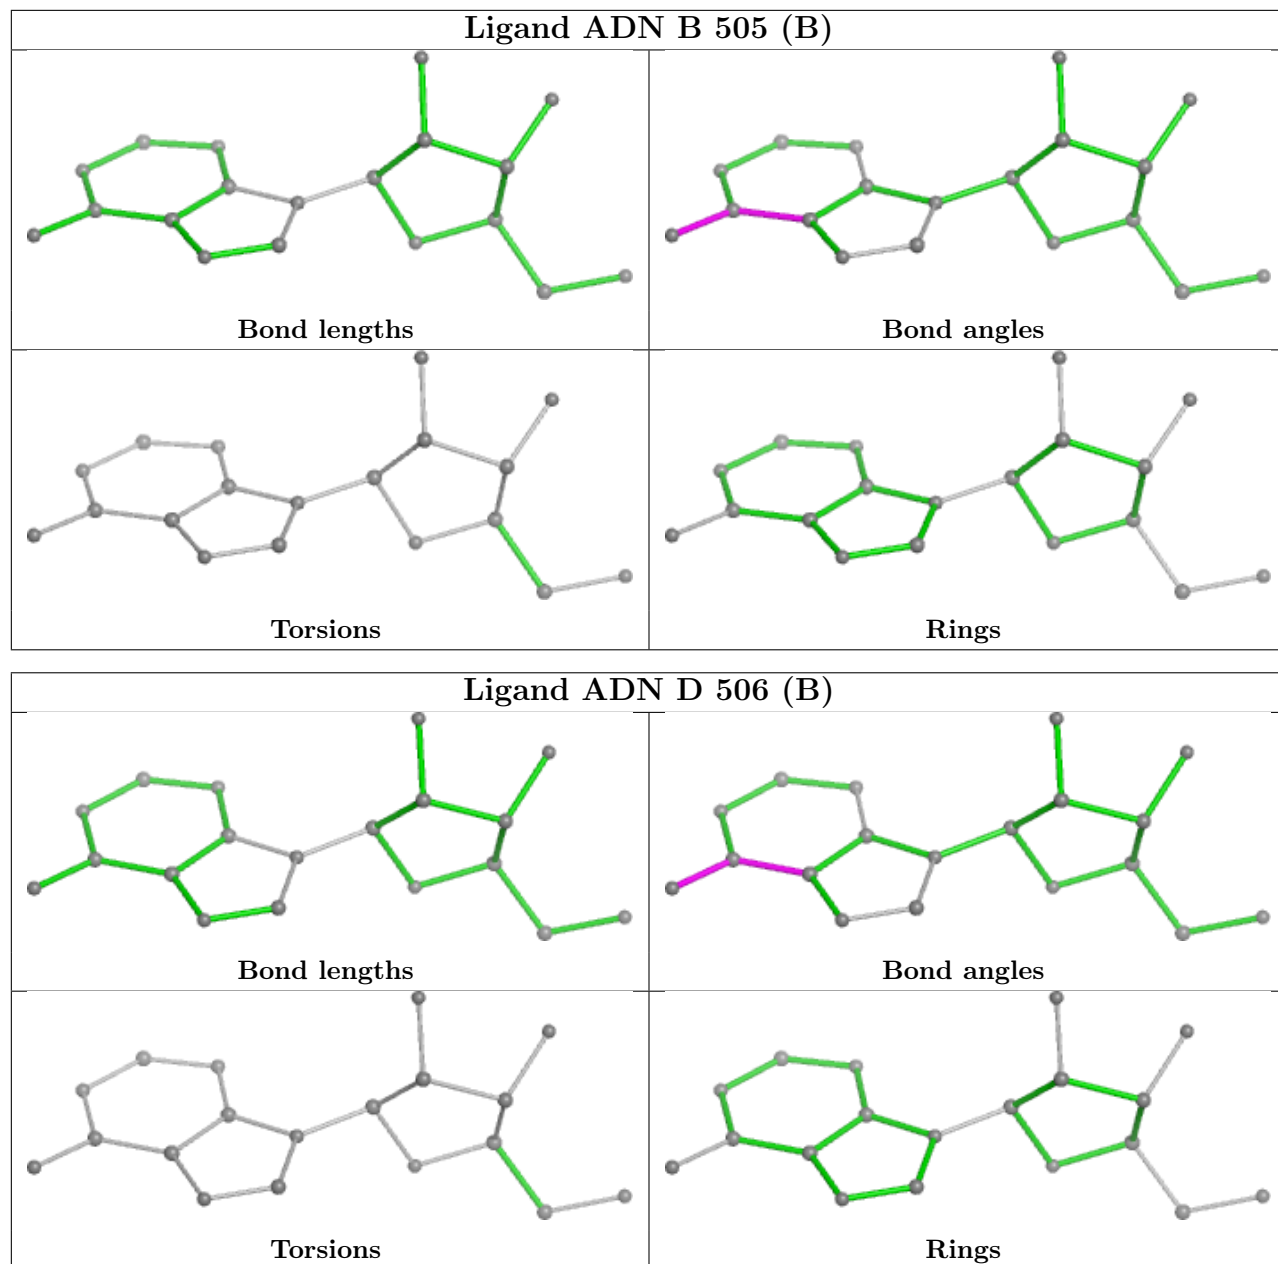 Ligand ADN B 505 (B)
Bond lengths
Bond angles
Torsions
Rings
Ligand ADN D 506 (B)
Bond lengths
Bond angles
Torsions
Rings